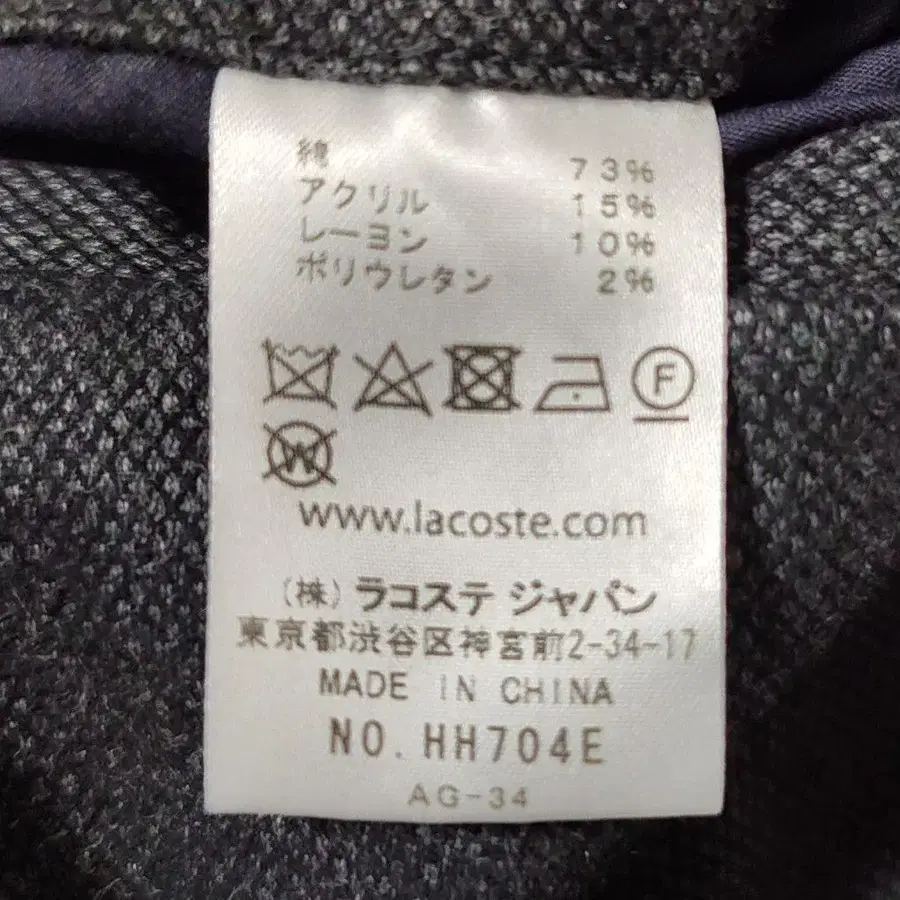 綿 73%
アクリル 15%
レーヨン 10%
ポリウレタン 2%
F
W
www.lacoste.com
(株) ラコステ ジャパン
東京都渋谷区神宮前2-34-17
MADE IN CHINA
NO. HH704E
AG-34